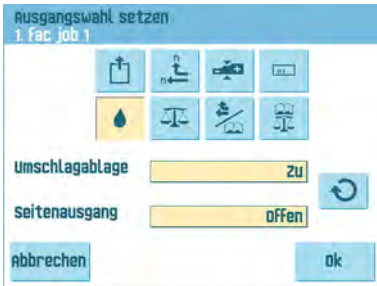 Ausgangswahl setzen
1. Fac job 1
Umschlagablage
Zu
Seitenausgang
Offen
Abbrechen
Ok